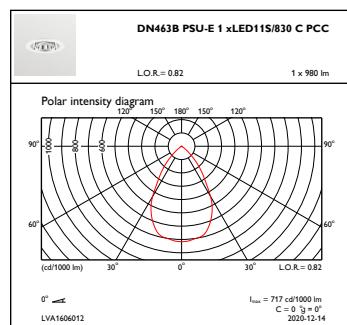 DN463B PSU-E 1 xLED11S/830 C PCC
L.O.R.= 0.82 1 x 980 lm
Polar intensity diagram
120° 150° 180° 150° 120°
90° 1000 800 600 90°
60° 60°
(cd/1000 lm) 30° 0° 30° L.O.R.= 0.82
0° Imax = 717 cd/1000 lm
C = 0 °g = 0°
LVA1606012 2020-12-14